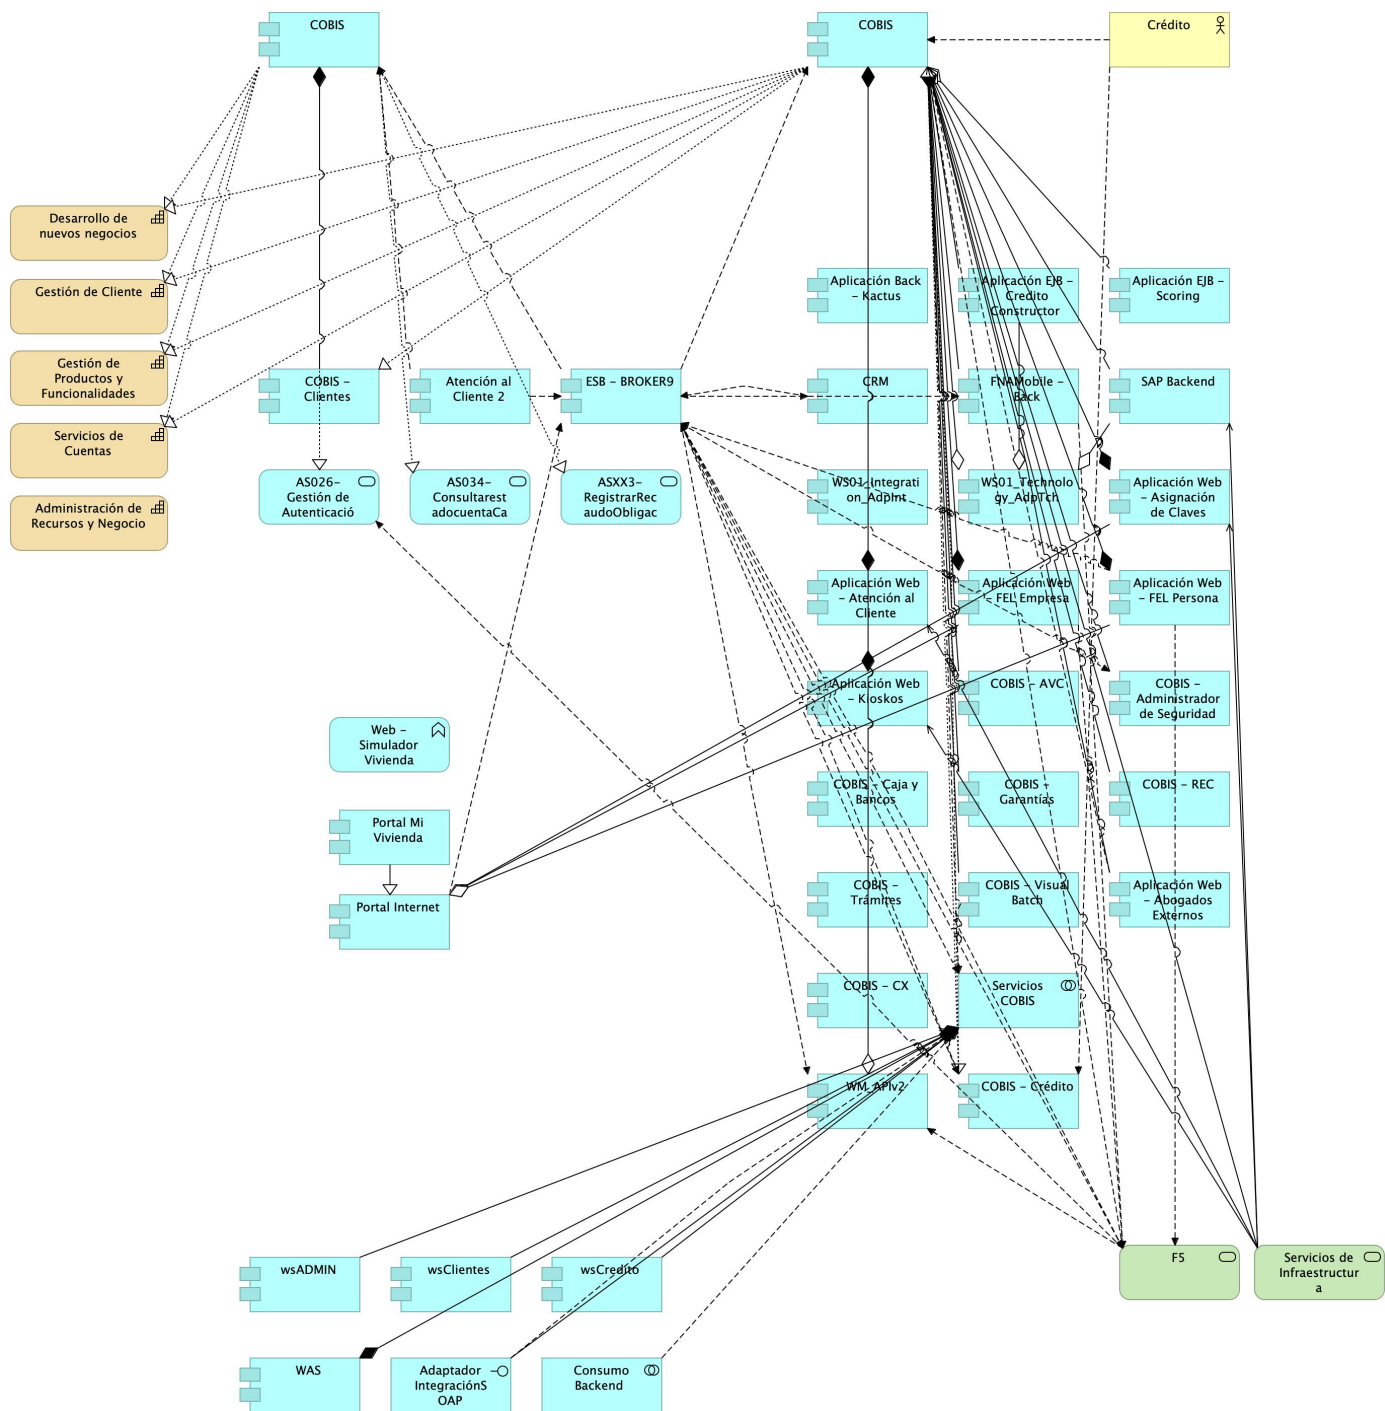 COBIS
COBIS
Crédito
Desarrollo de
nuevos negocios
Gestión de Cliente
Aplicación Back
– Kactus
Aplicación EJB –
Credito
Constructor
Aplicación EJB –
Scoring
Gestión de
Productos y
Funcionalidades
COBIS –
Clientes
Atención al
Cliente 2
ESB – BROKER9
CRM
FNAMobile –
Back
SAP Backend
Servicios de
Cuentas
AS026–
Gestión de
Autenticació
AS034–
Consultarest
adocuentaCa
ASXX3–
RegistrarRec
audoObligac
WS01_Integrati
on_AdpInt
WS01_Technolo
gy_AdpTch
Aplicación Web
– Asignación
de Claves
Administración de
Recursos y Negocio
Aplicación Web
– Atención al
Cliente
Aplicación Web
– FEL Empresa
Aplicación Web
– FEL Persona
Aplicación Web
– Kioskos
COBIS – AVC
COBIS –
Administrador
de Seguridad
Web –
Simulador
Vivienda
COBIS – Caja y
Bancos
COBIS –
Garantías
COBIS – REC
Portal Mi
Vivienda
Portal Internet
COBIS –
Trámites
COBIS – Visual
Batch
Aplicación Web
– Abogados
Externos
COBIS – CX
Servicios
COBIS
WM_APIv2
COBIS – Crédito
wsADMIN
wsClientes
wsCredito
F5
Servicios de
Infraestructur
a
WAS
Adaptador
IntegraciónS
OAP
Consumo
Backend